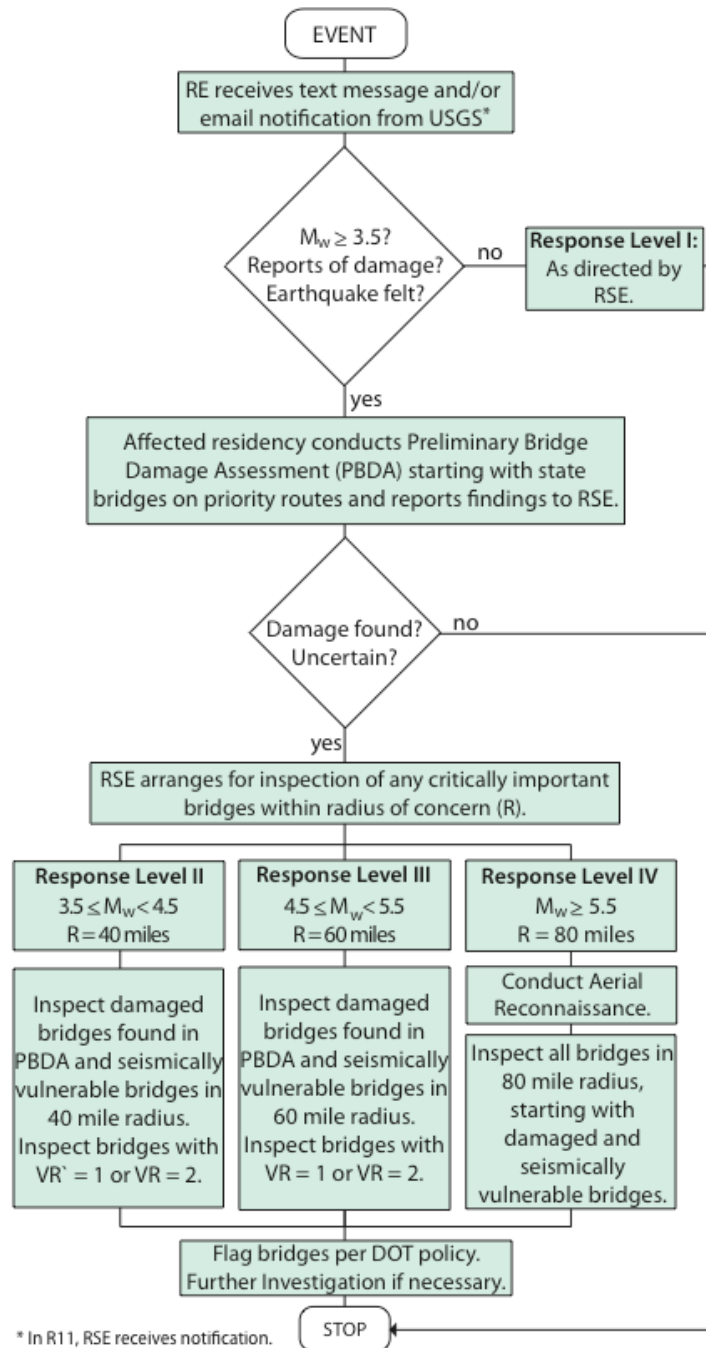 EVENT
RE receives text message and/or
email notification from USGS*
Mw ≥ 3.5?
Reports of damage?
Earthquake felt?
no
Response Level I:
As directed by
RSE.
yes
Affected residency conducts Preliminary Bridge
Damage Assessment (PBDA) starting with state
bridges on priority routes and reports findings to RSE.
Damage found?
Uncertain?
no
yes
RSE arranges for inspection of any critically important
bridges within radius of concern (R).
Response Level II
3.5 ≤ Mw < 4.5
R = 40 miles
Inspect damaged
bridges found in
PBDA and seismically
vulnerable bridges in
40 mile radius.
Inspect bridges with
VR` = 1 or VR = 2.
Response Level III
4.5 ≤ Mw < 5.5
R = 60 miles
Inspect damaged
bridges found in
PBDA and seismically
vulnerable bridges in
60 mile radius.
Inspect bridges with
VR = 1 or VR = 2.
Response Level IV
Mw ≥ 5.5
R = 80 miles
Conduct Aerial
Reconnaissance.
Inspect all bridges in
80 mile radius,
starting with
damaged and
seismically
vulnerable bridges.
Flag bridges per DOT policy.
Further Investigation if necessary.
STOP
* In R11, RSE receives notification.